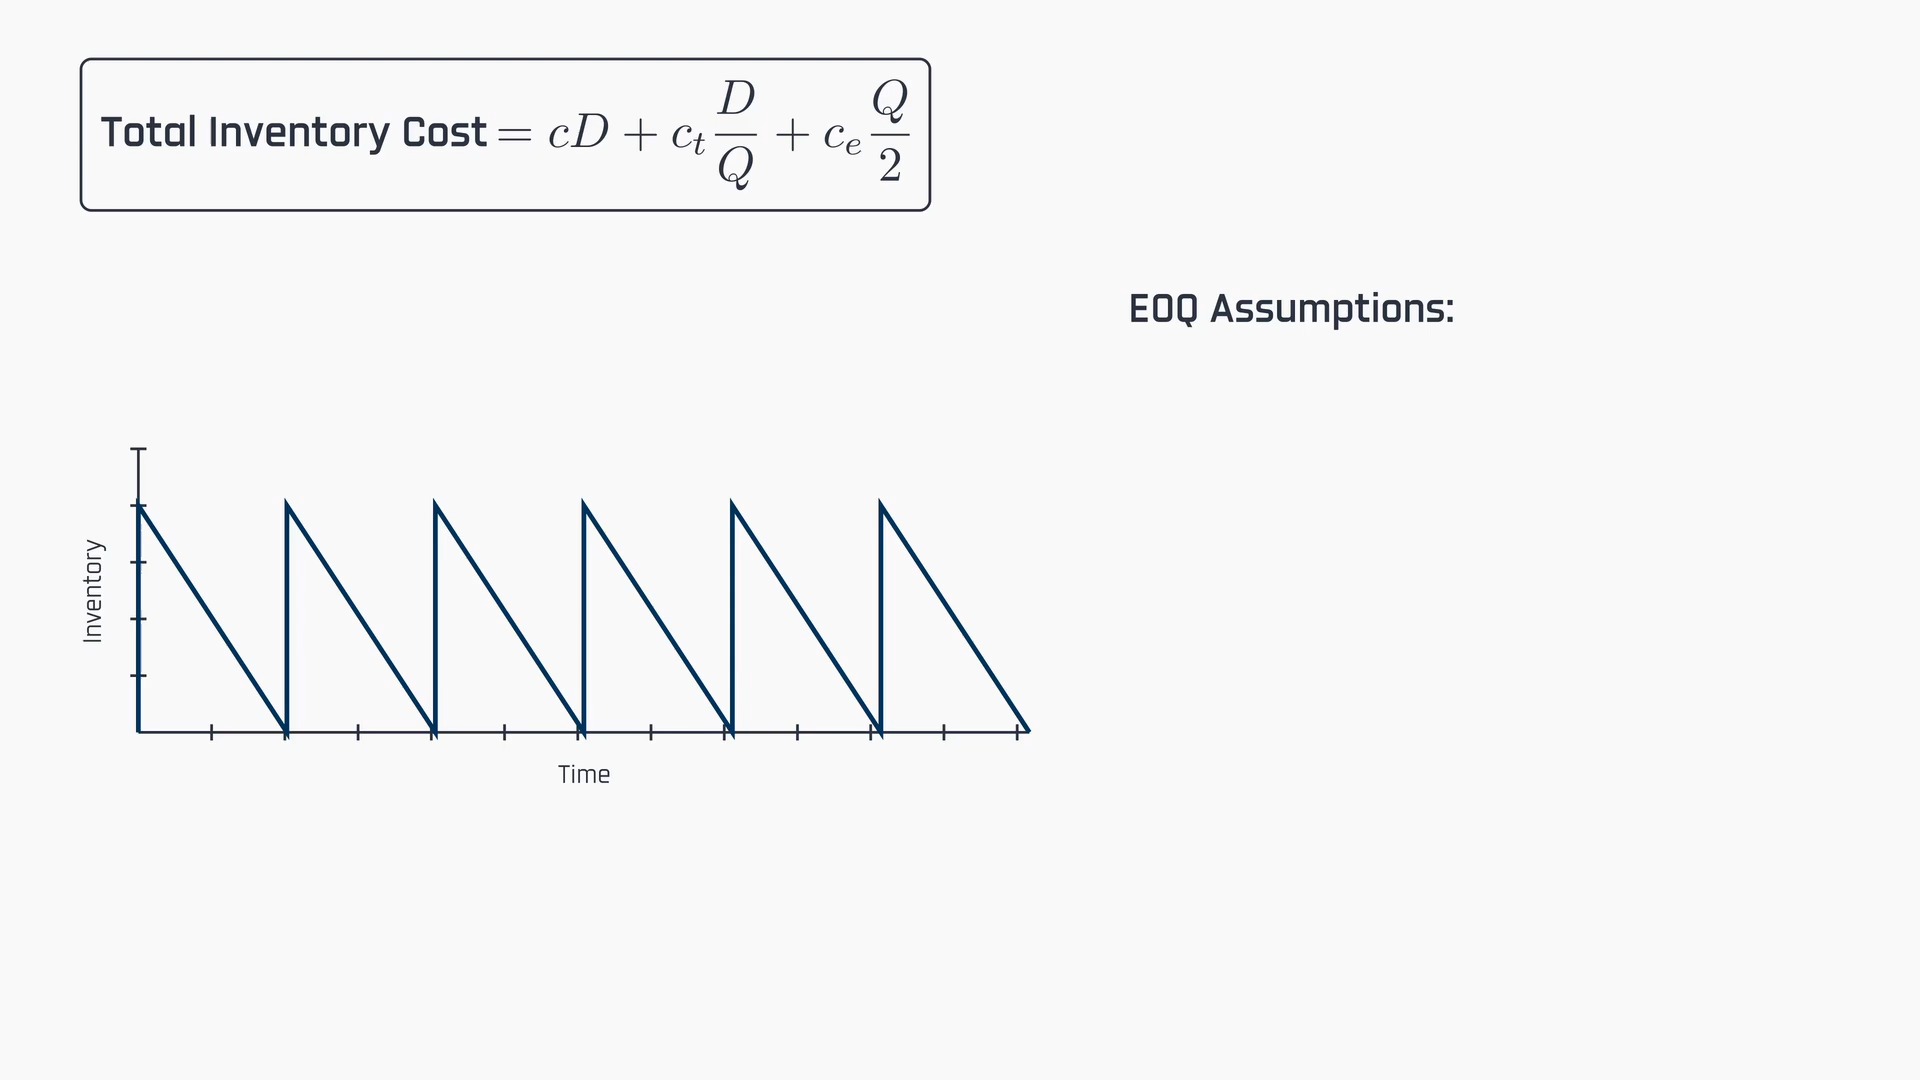 Total Inventory Cost = cD + c_t D/Q + c_e Q/2
EOQ Assumptions:
Inventory
Time